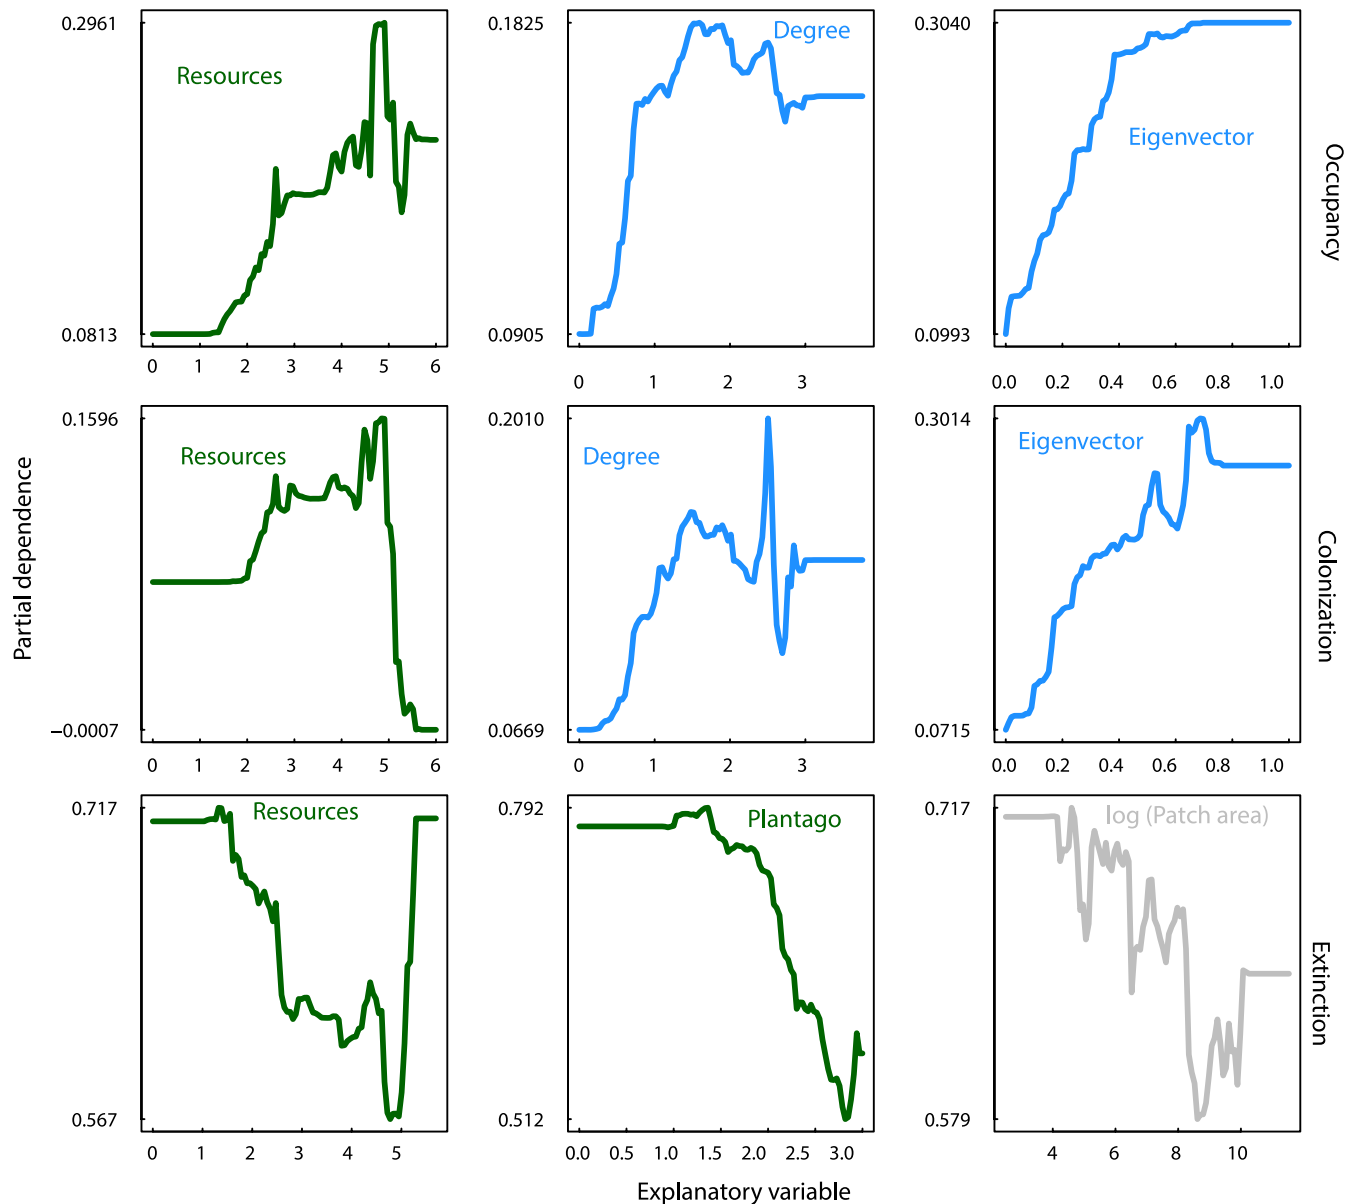 0.2961
0.0813
Resources
0 1 2 3 4 5 6
0.1825
0.0905
Degree
0 1 2 3
0.3040
0.0993
Eigenvector
0.0 0.2 0.4 0.6 0.8 1.0
Occupancy
Partial dependence
0.1596
−0.0007
Resources
0 1 2 3 4 5 6
0.2010
0.0669
Degree
0 1 2 3
0.3014
0.0715
Eigenvector
0.0 0.2 0.4 0.6 0.8 1.0
Colonization
0.717
0.567
Resources
0 1 2 3 4 5
0.792
0.512
Plantago
0.0 0.5 1.0 1.5 2.0 2.5 3.0
0.717
0.579
log (Patch area)
4 6 8 10
Extinction
Explanatory variable